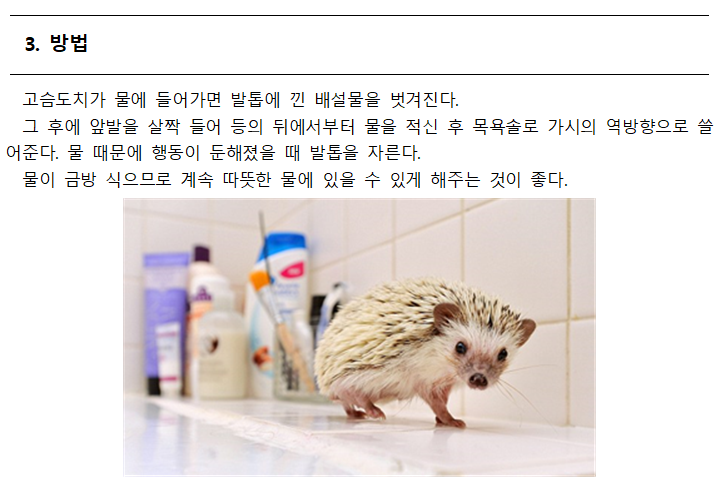 3. 방법
고슴도치가 물에 들어가면 발톱에 낀 배설물을 벗겨진다.
그 후에 앞발을 살짝 들어 등의 뒤에서부터 물을 적신 후 목욕솔로 가시의 역방향으로 쓸
어준다. 물 때문에 행동이 둔해졌을 때 발톱을 자른다.
물이 금방 식으므로 계속 따뜻한 물에 있을 수 있게 해주는 것이 좋다.